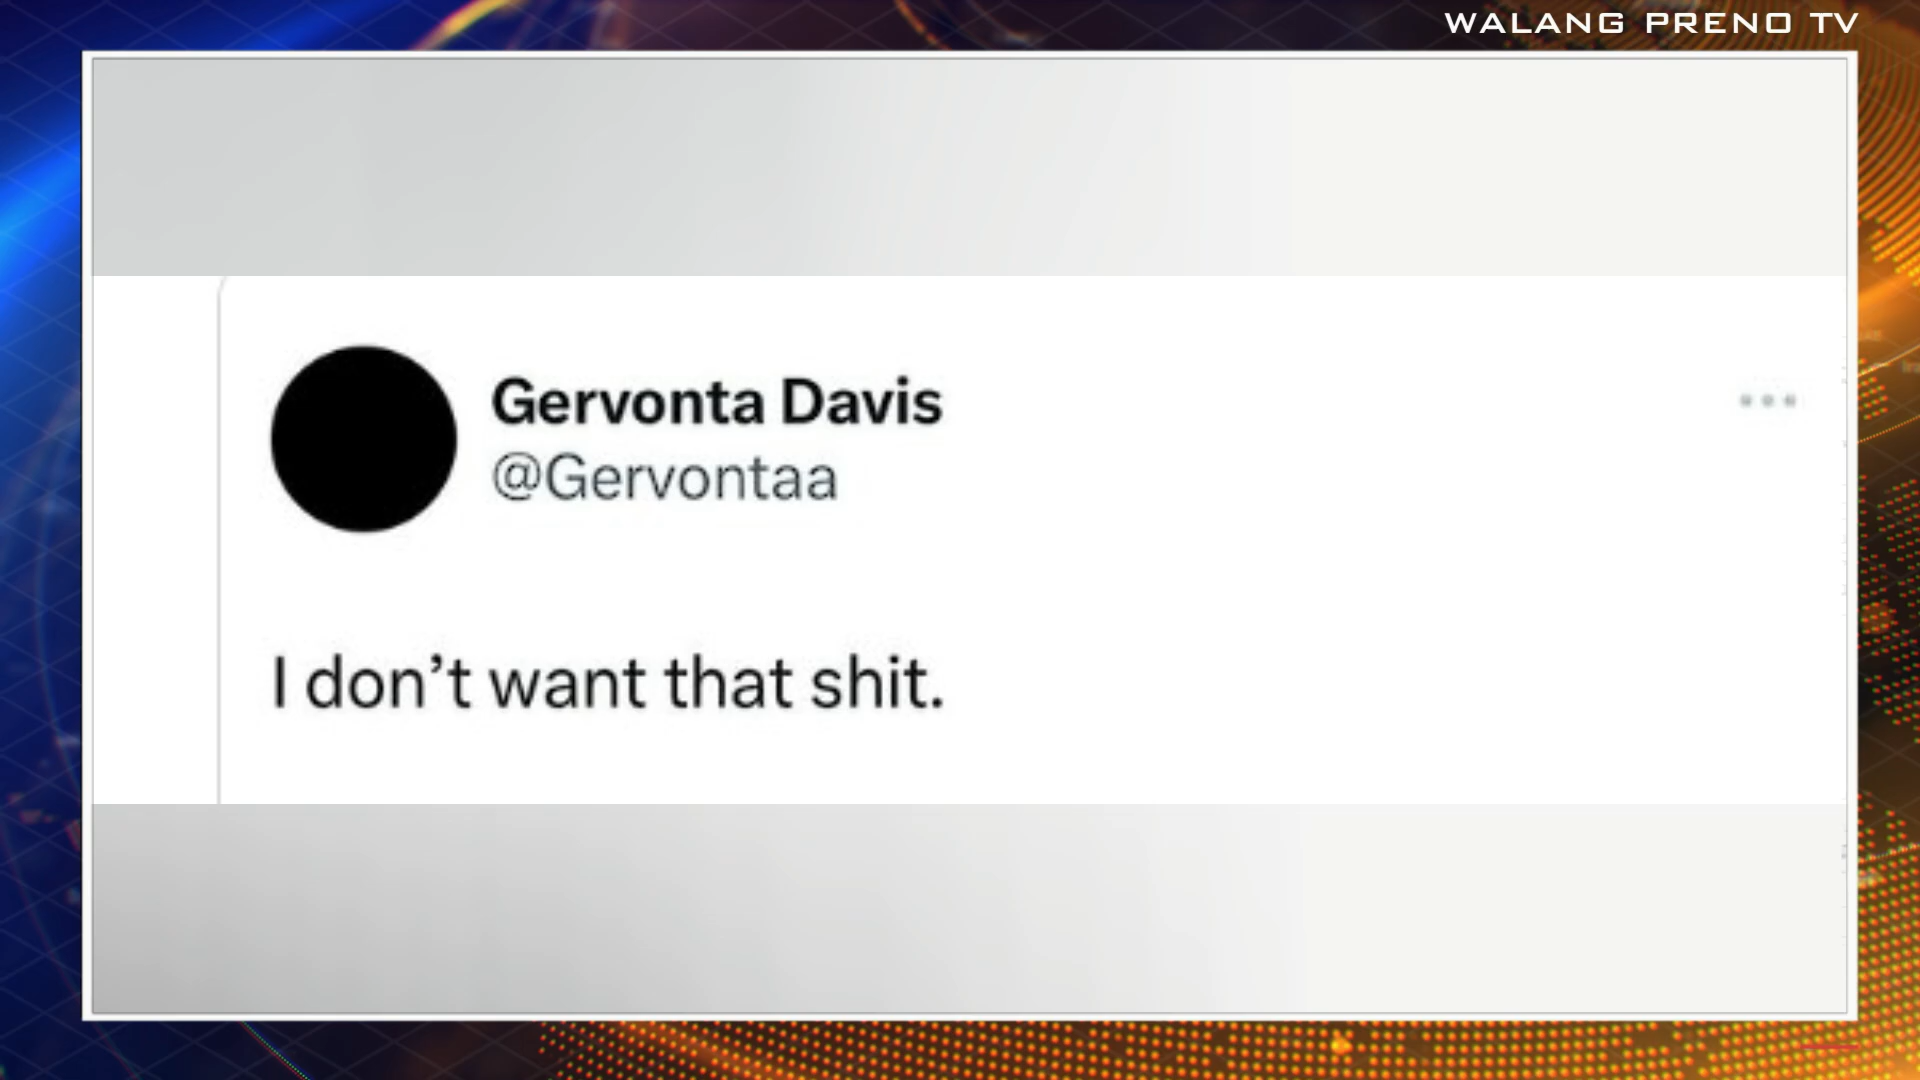 WALANG PRENO TV
Gervonta Davis
@Gervontaa
I don’t want that shit.